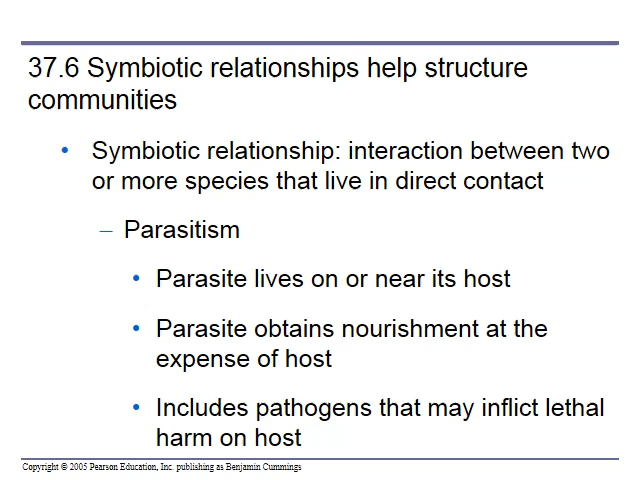 37.6 Symbiotic relationships help structure
communities
• Symbiotic relationship: interaction between two
or more species that live in direct contact
– Parasitism
• Parasite lives on or near its host
• Parasite obtains nourishment at the
expense of host
• Includes pathogens that may inflict lethal
harm on host
Copyright © 2005 Pearson Education, Inc. publishing as Benjamin Cummings